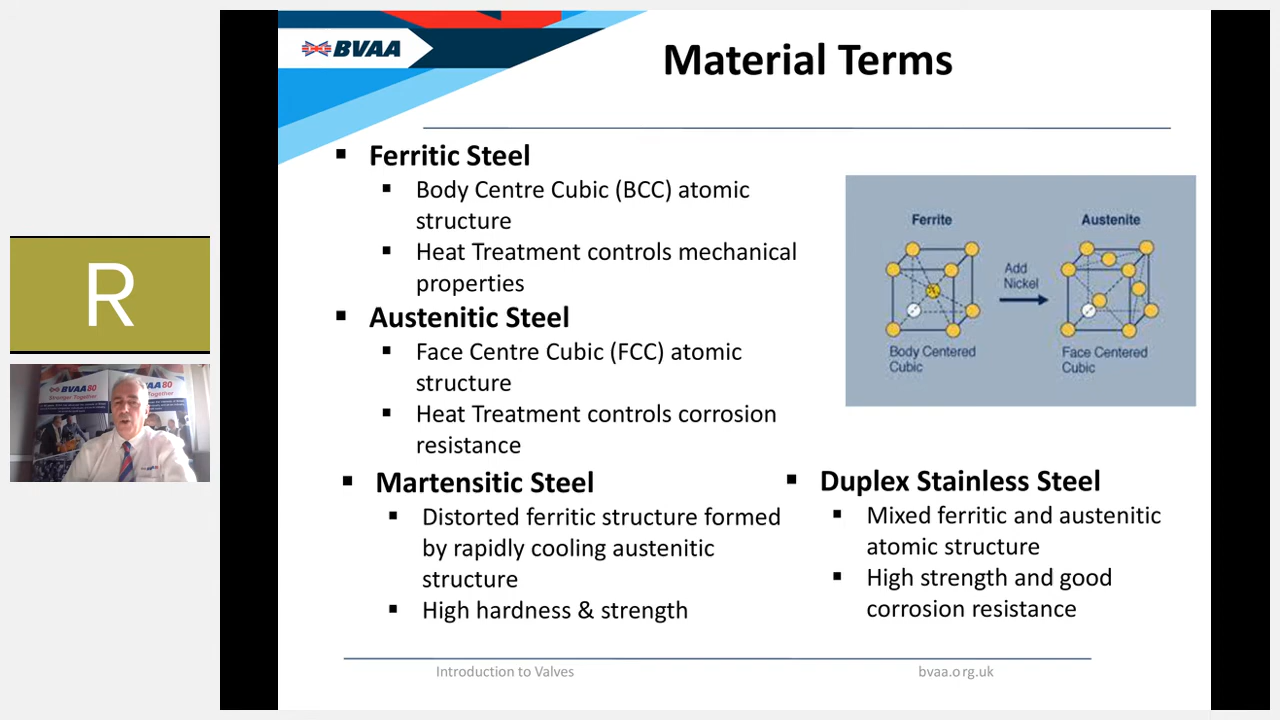 BVAA
Material Terms
Ferritic Steel
Body Centre Cubic (BCC) atomic
structure
Heat Treatment controls mechanical
properties
Austenitic Steel
Face Centre Cubic (FCC) atomic
structure
Heat Treatment controls corrosion
resistance
Ferrite
Austenite
Add
Nickel
Body Centered
Cubic
Face Centered
Cubic
Martensitic Steel
Distorted ferritic structure formed
by rapidly cooling austenitic
structure
High hardness & strength
Duplex Stainless Steel
Mixed ferritic and austenitic
atomic structure
High strength and good
corrosion resistance
Introduction to Valves
bvaa.org.uk
R
BVAA80
Stronger Together